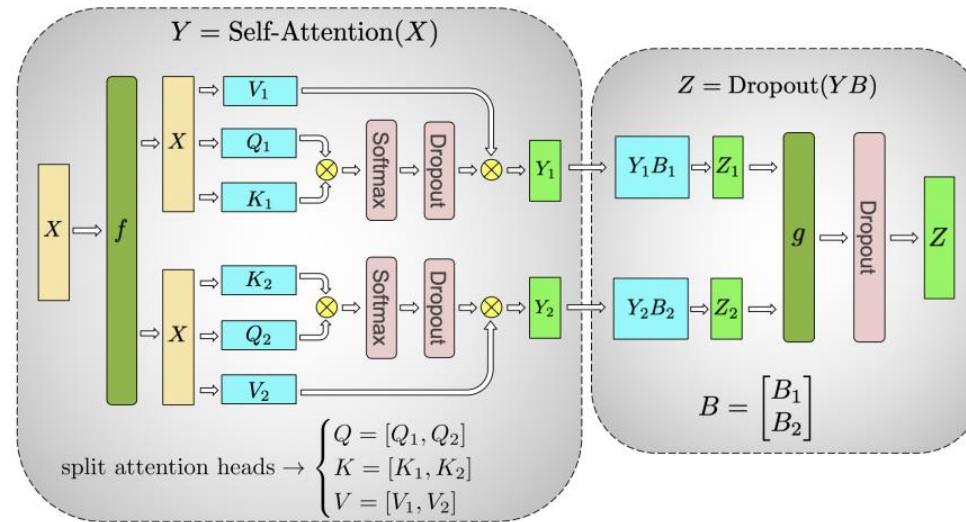 Y = Self-Attention(X)
X
f
X
V₁
Q₁
K₁
Softmax
Dropout
Y₁
X
K₂
Q₂
V₂
Softmax
Dropout
Y₂
split attention heads → { Q = [Q₁, Q₂]
K = [K₁, K₂]
V = [V₁, V₂]
Z = Dropout(Y B)
Y₁B₁
Z₁
Y₂B₂
Z₂
g
Dropout
Z
B = [B₁
B₂]